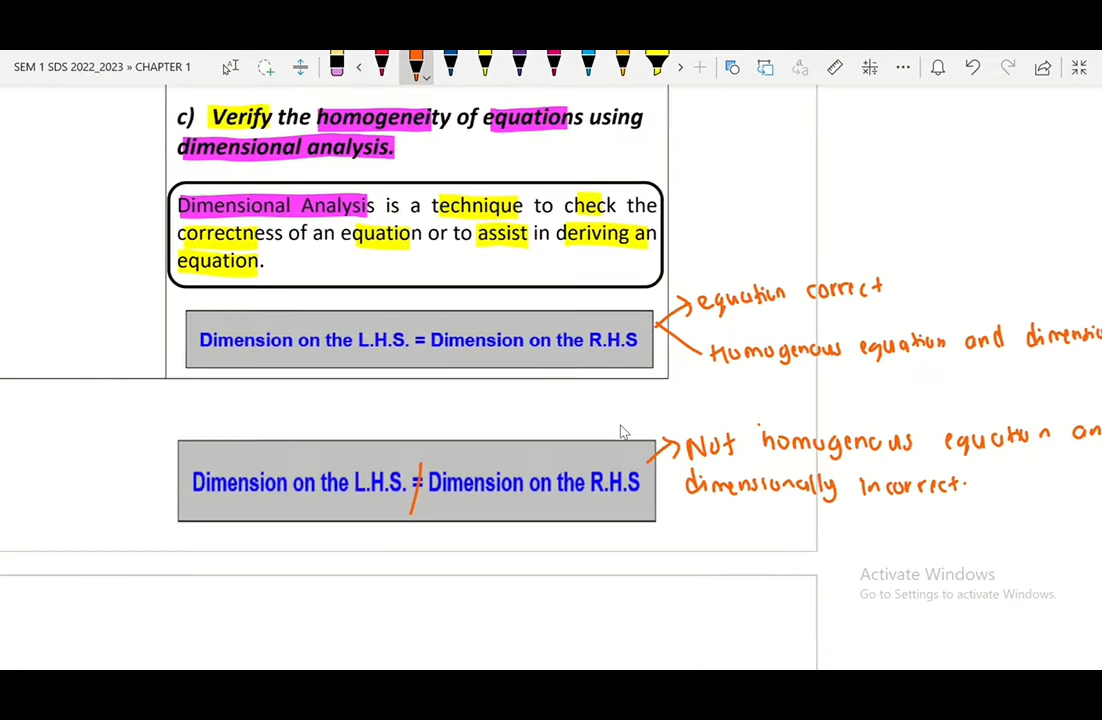 SEM 1 SDS 2022_2023 » CHAPTER 1
c) Verify the homogeneity of equations using
dimensional analysis.
Dimensional Analysis is a technique to check the
correctness of an equation or to assist in deriving an
equation.
equation correct
Dimension on the L.H.S. = Dimension on the R.H.S
Homogenous equation and dimensio
Not homogenous equation an
Dimension on the L.H.S. = Dimension on the R.H.S
dimensionally incorrect.
Activate Windows
Go to Settings to activate Windows.